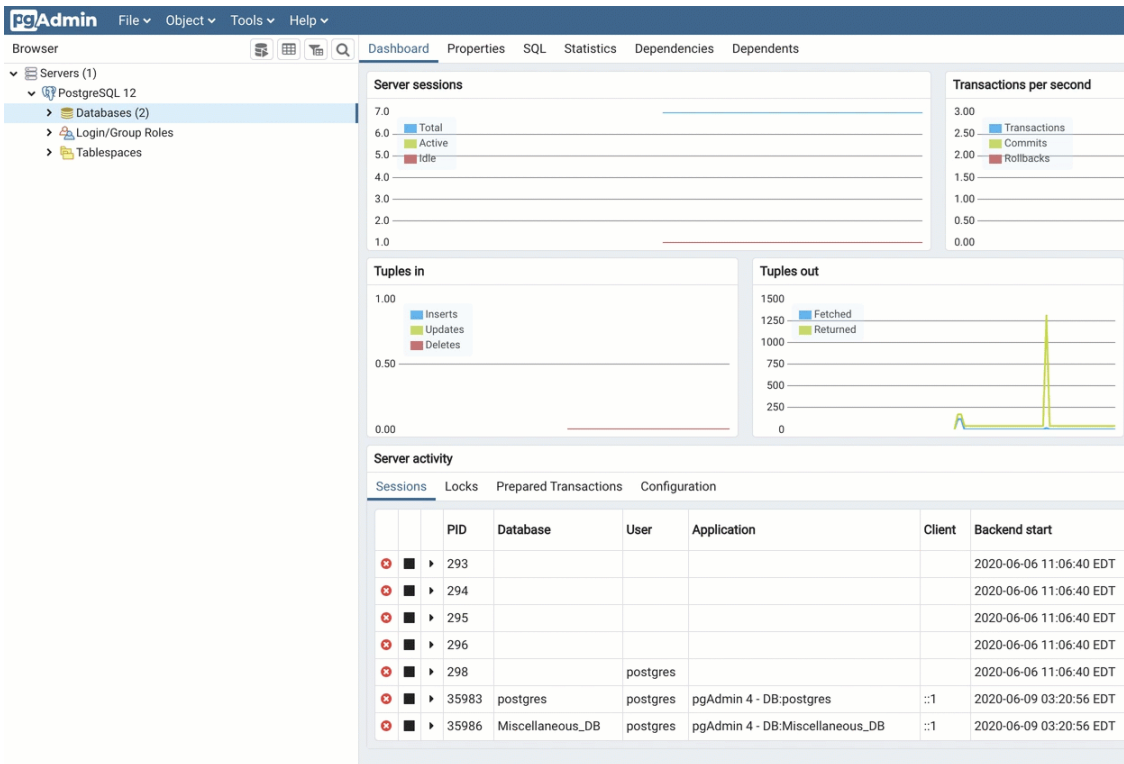 pgAdmin File Object Tools Help
Browser
Dashboard Properties SQL Statistics Dependencies Dependents
Servers (1)
PostgreSQL 12
Databases (2)
Login/Group Roles
Tablespaces
Server sessions
7.0
6.0
5.0
4.0
3.0
2.0
1.0
Total
Active
Idle
Transactions per second
3.00
2.50
2.00
1.50
1.00
0.50
0.00
Transactions
Commits
Rollbacks
Tuples in
1.00
0.50
0.00
Inserts
Updates
Deletes
Tuples out
1500
1250
1000
750
500
250
0
Fetched
Returned
Server activity
Sessions Locks Prepared Transactions Configuration
PID Database User Application Client Backend start
293 2020-06-06 11:06:40 EDT
294 2020-06-06 11:06:40 EDT
295 2020-06-06 11:06:40 EDT
296 2020-06-06 11:06:40 EDT
298 postgres 2020-06-06 11:06:40 EDT
35983 postgres postgres pgAdmin 4 - DB:postgres ::1 2020-06-09 03:20:56 EDT
35986 Miscellaneous_DB postgres pgAdmin 4 - DB:Miscellaneous_DB ::1 2020-06-09 03:20:56 EDT